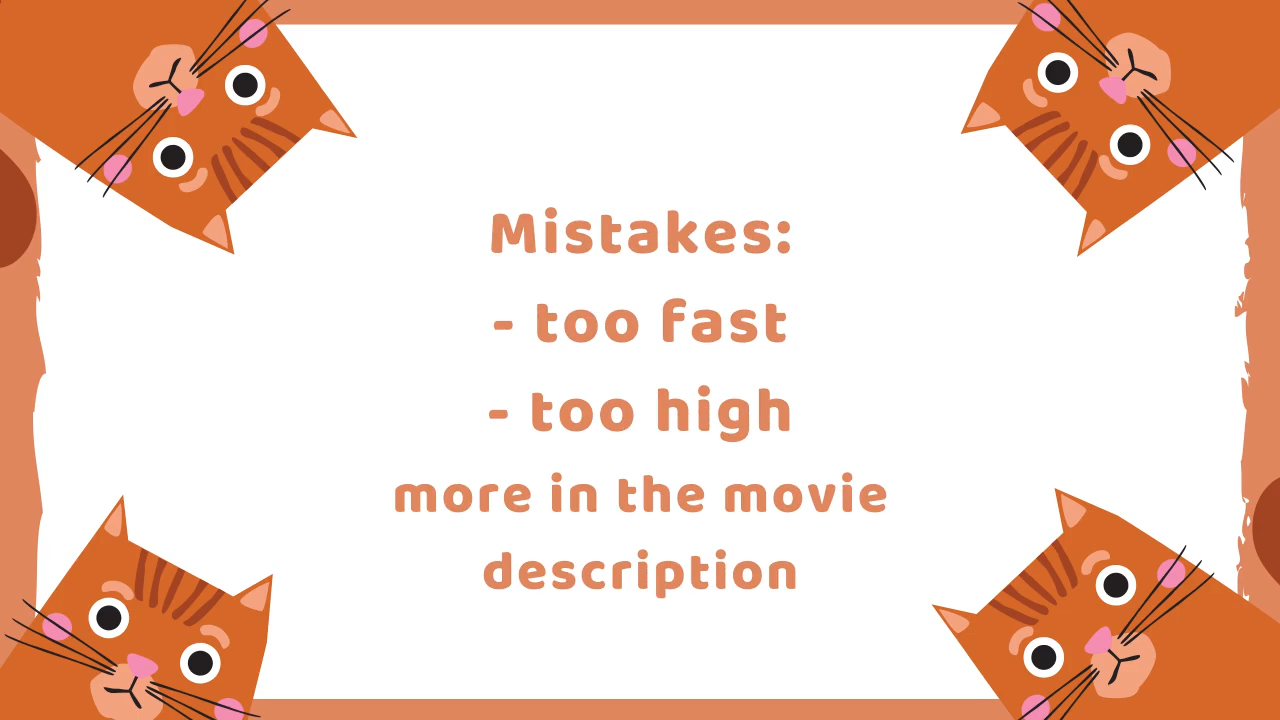 Mistakes:
- too fast
- too high
more in the movie
description